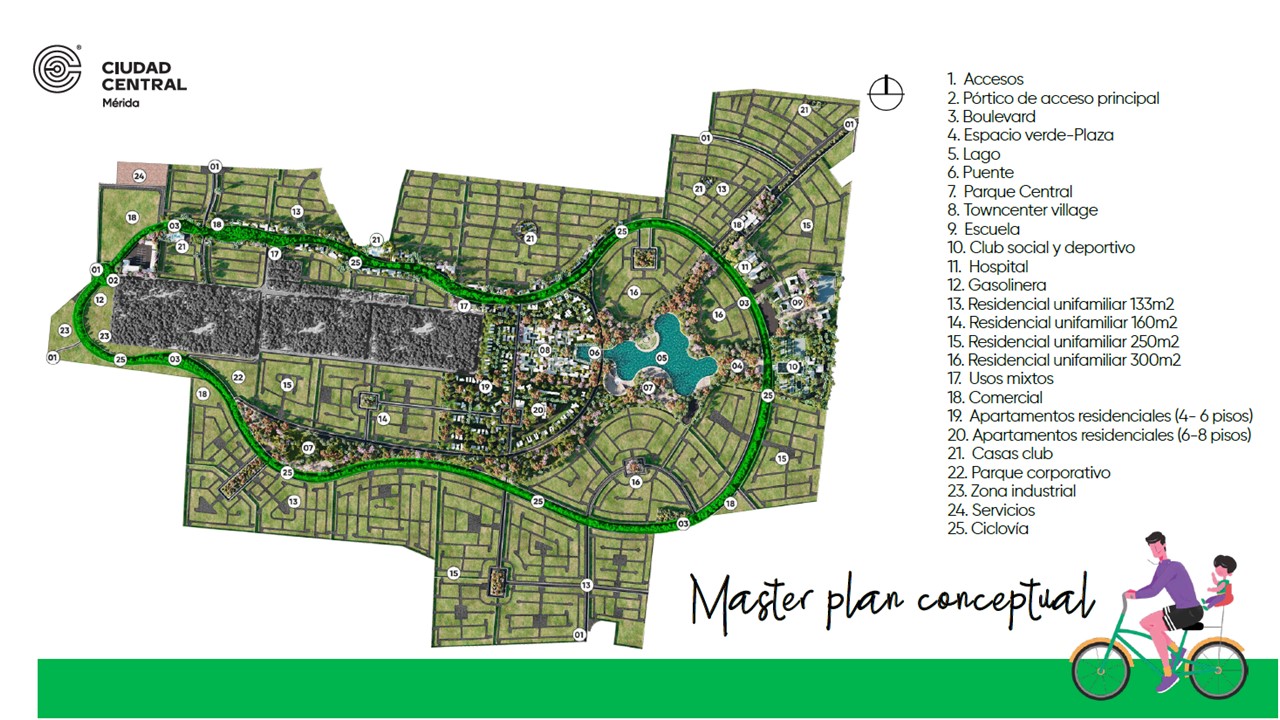 CIUDAD
CENTRAL
Mérida
®
1. Accesos
2. Pórtico de acceso principal
3. Boulevard
4. Espacio verde-Plaza
5. Lago
6. Puente
7. Parque Central
8. Towncenter village
9. Escuela
10. Club social y deportivo
11. Hospital
12. Gasolinera
13. Residencial unifamiliar 133m2
14. Residencial unifamiliar 160m2
15. Residencial unifamiliar 250m2
16. Residencial unifamiliar 300m2
17. Usos mixtos
18. Comercial
19. Apartamentos residenciales (4- 6 pisos)
20. Apartamentos residenciales (6-8 pisos)
21. Casas club
22. Parque corporativo
23. Zona industrial
24. Servicios
25. Ciclovía
21
01
01
01
24
21
13
18
13
15
03
18
25
21
21
21
18
17
25
11
01
02
16
03
09
12
17
16
23
23
08
06
05
04
10
01
25
03
07
22
15
19
25
18
14
20
07
15
25
16
13
25
18
03
15
13
01
Master plan conceptual